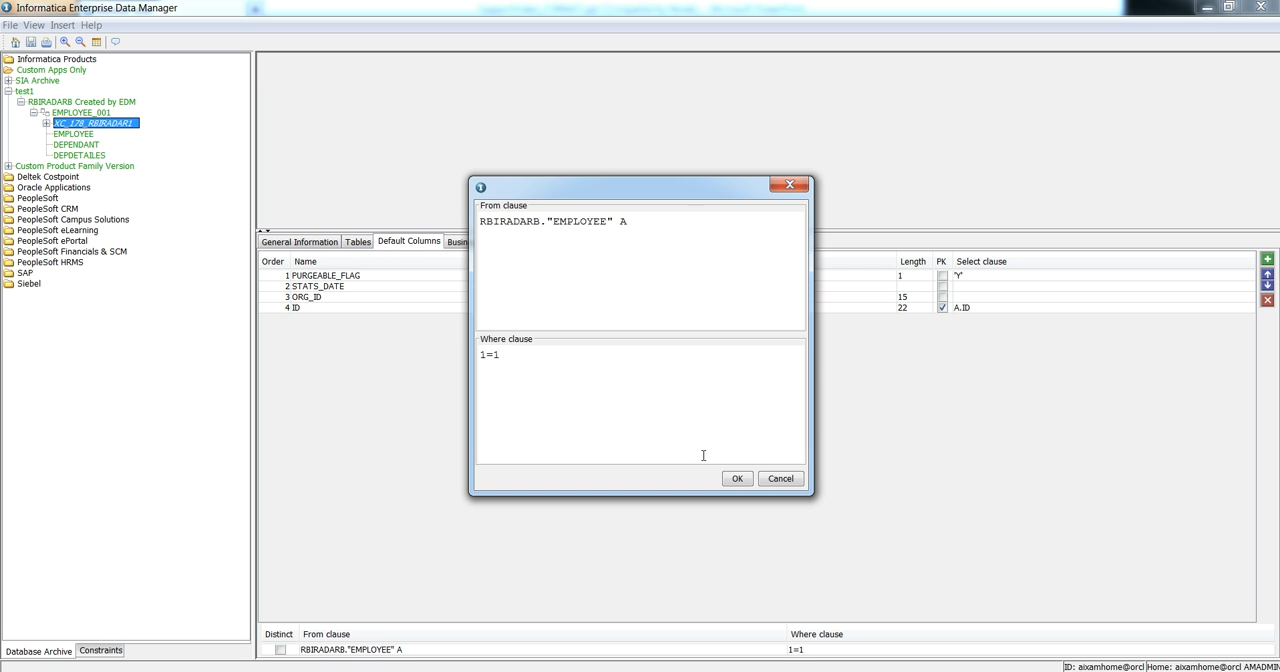 Informatica Enterprise Data Manager
File View Insert Help
Informatica Products
Custom Apps Only
SIA Archive
test1
RBIRADARB Created by EDM
EMPLOYEE_001
XC_178_RBIRADAR1
EMPLOYEE
DEPENDANT
DEPDETAILES
Custom Product Family Version
Deltek Costpoint
Oracle Applications
PeopleSoft
PeopleSoft CRM
PeopleSoft Campus Solutions
PeopleSoft eLearning
PeopleSoft ePortal
PeopleSoft Financials & SCM
PeopleSoft HRMS
SAP
Siebel
Database Archive Constraints
General Information Tables Default Columns Busin
Order Name Length PK Select clause
1 PURGEABLE_FLAG 1 'Y'
2 STATS_DATE
3 ORG_ID 15
4 ID 22 A.ID
From clause
RBIRADARB."EMPLOYEE" A
Where clause
1=1
OK Cancel
Distinct From clause Where clause
RBIRADARB."EMPLOYEE" A 1=1
ID: aixamhome@orcl Home: aixamhome@orcl AMADMIN